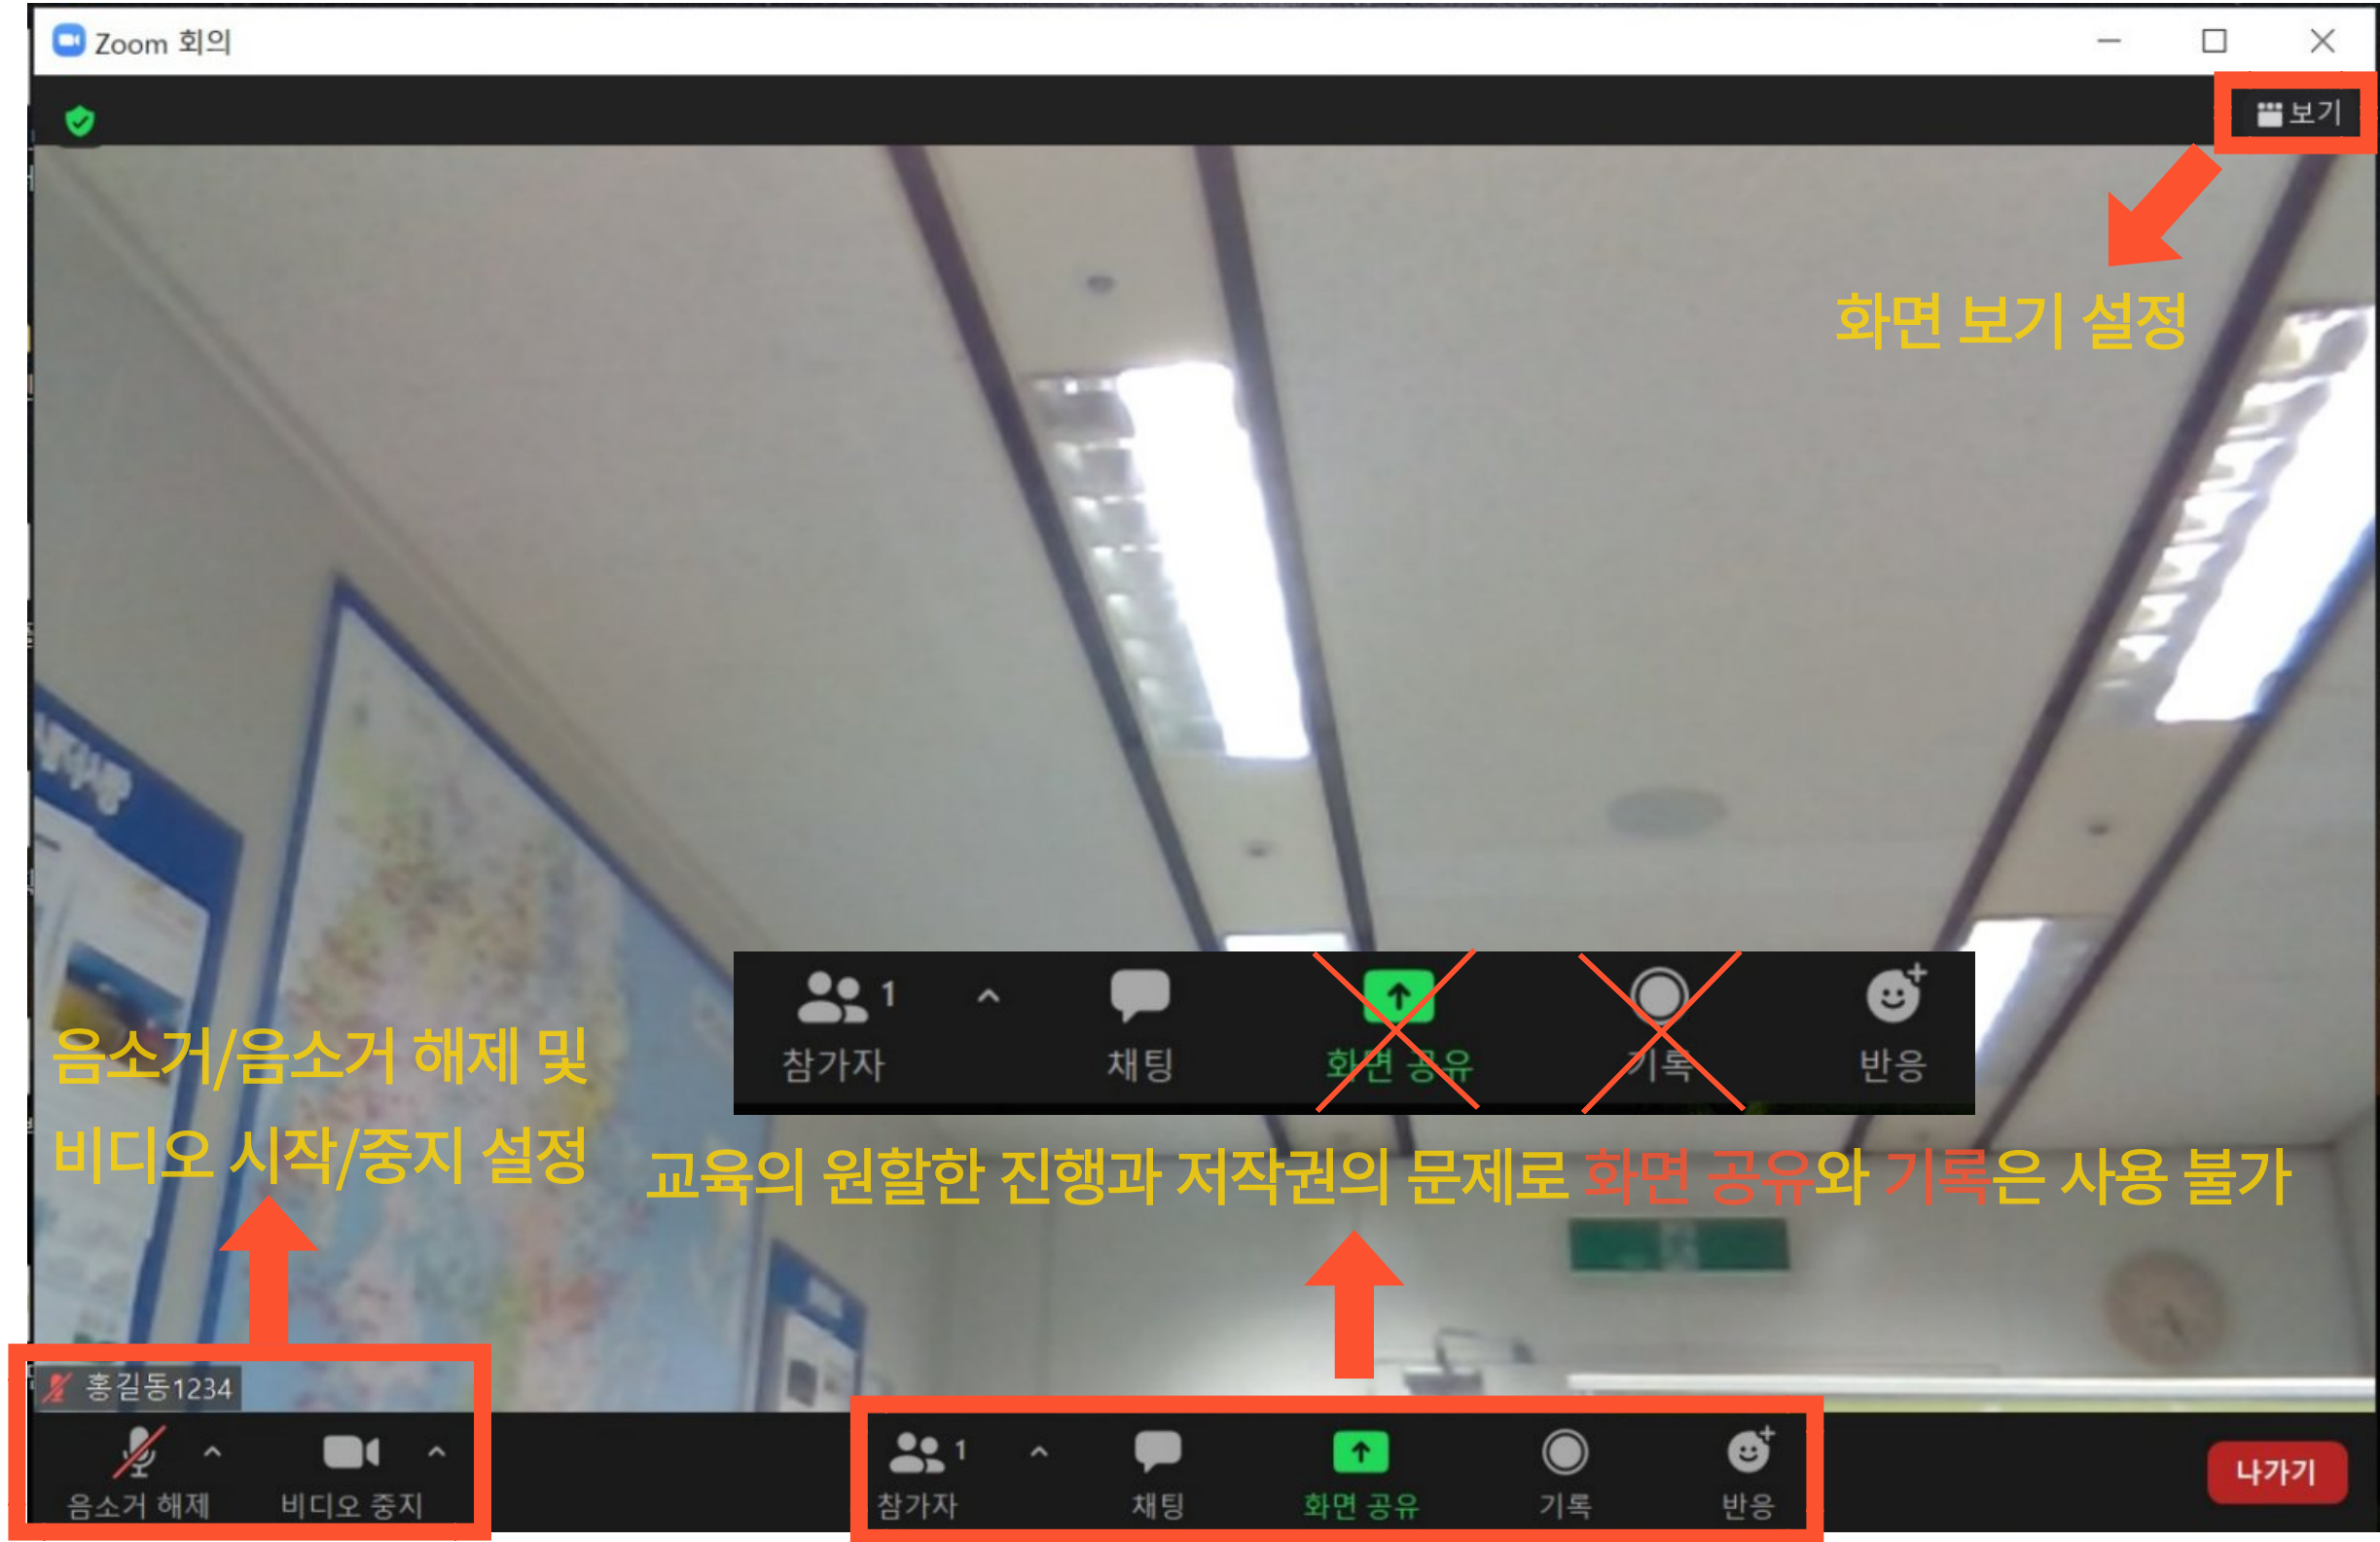 Zoom 회의
보기
화면 보기 설정
1
참가자
채팅
화면 공유
기록
반응
음소거/음소거 해제 및
비디오 시작/중지 설정
교육의 원할한 진행과 저작권의 문제로 화면 공유와 기록은 사용 불가
홍길동1234
음소거 해제
비디오 중지
1
참가자
채팅
화면 공유
기록
반응
나가기